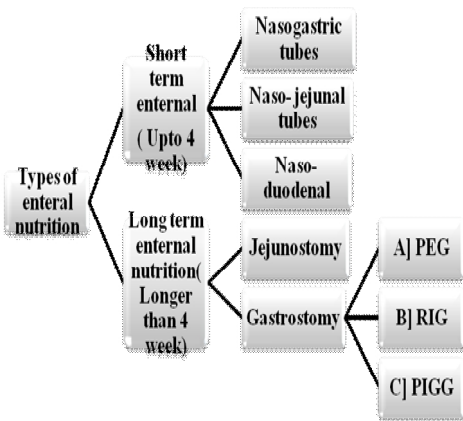 Types of
enteral
nutrition
Short
term
enternal
( Upto 4
week)
Nasogastric
tubes
Naso- jejunal
tubes
Naso-
duodenal
Long term
enternal
nutrition(
Longer
than 4
week)
Jejunostomy
Gastrostomy
A] PEG
B] RIG
C] PIGG